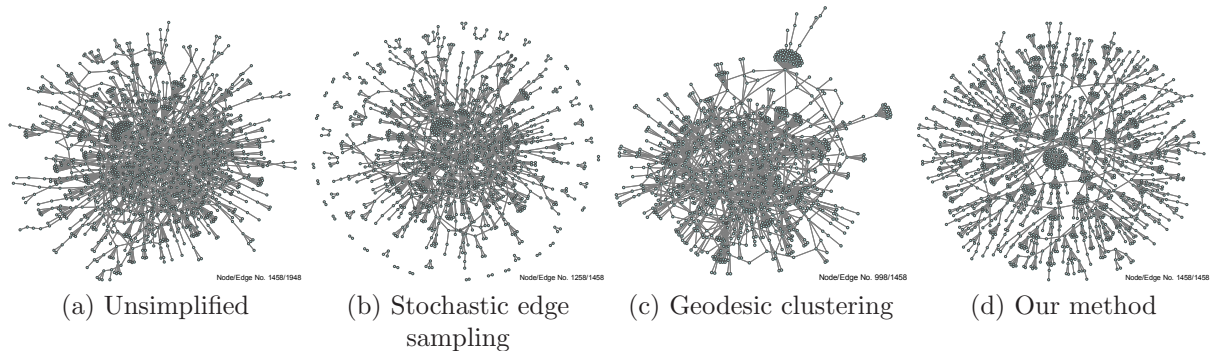 Node/Edge No. 1458/1948
Node/Edge No. 1258/1458
Node/Edge No. 998/1458
Node/Edge No. 1458/1458
(a) Unsimplified
(b) Stochastic edge
sampling
(c) Geodesic clustering
(d) Our method